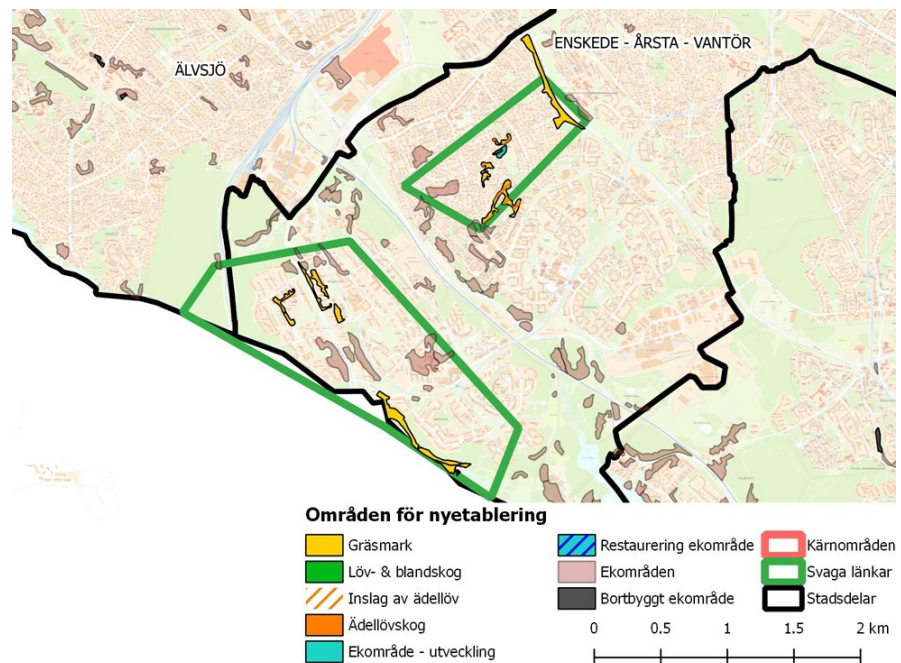 ENSKEDE - ÅRSTA - VANTÖR
ÄLVSJÖ
Områden för nyetablering
Gräsmark
Löv- & blandskog
Inslag av ädellöv
Ädellövskog
Ekområde - utveckling
Restaurering ekområde
Ekområden
Bortbyggt ekområde
Kärnområden
Svaga länkar
Stadsdelar
0 0.5 1 1.5 2 km